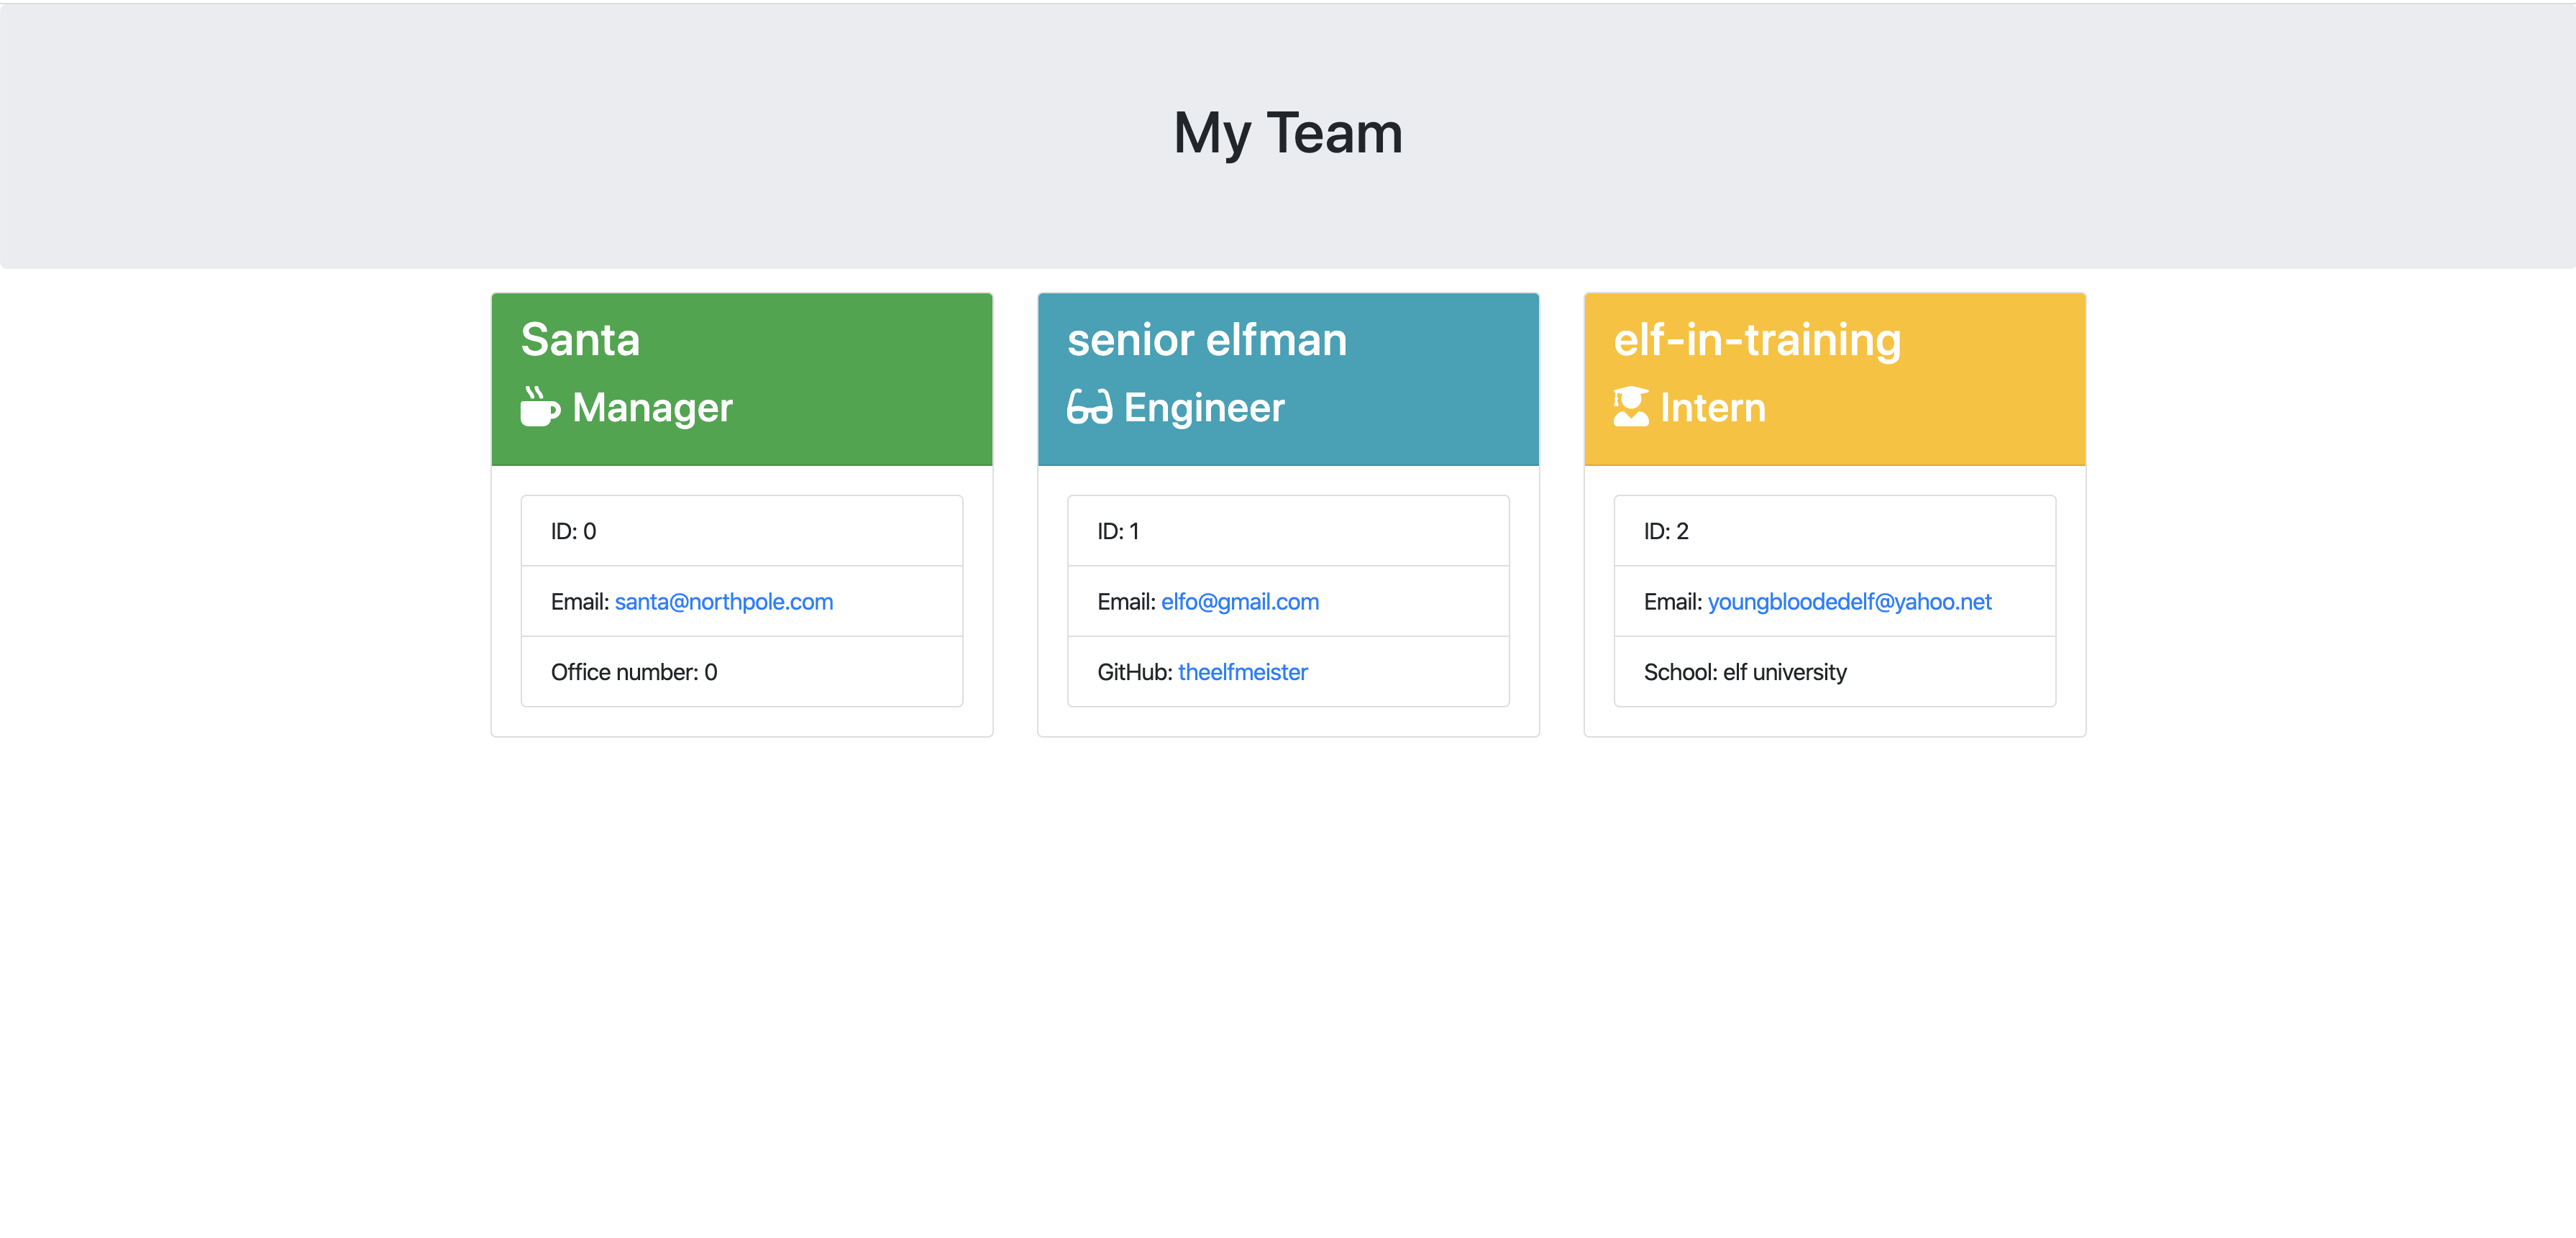 My Team
Santa
Manager
ID: 0
Email: santa@northpole.com
Office number: 0
senior elfman
Engineer
ID: 1
Email: elfo@gmail.com
GitHub: theelfmeister
elf-in-training
Intern
ID: 2
Email: youngbloodedelf@yahoo.net
School: elf university